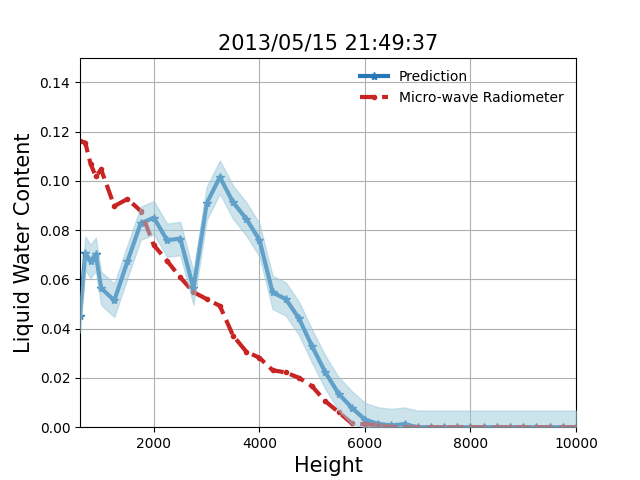 2013/05/15 21:49:37
Prediction
Micro-wave Radiometer
Liquid Water Content
0.14
0.12
0.10
0.08
0.06
0.04
0.02
0.00
2000 4000 6000 8000 10000
Height